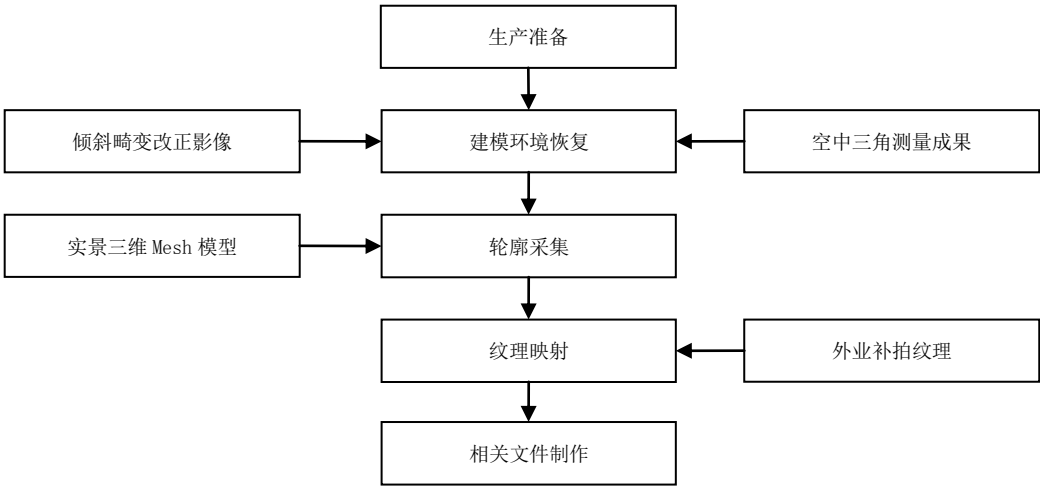 生产准备
倾斜畸变改正影像
建模环境恢复
空中三角测量成果
实景三维 Mesh 模型
轮廓采集
纹理映射
外业补拍纹理
相关文件制作